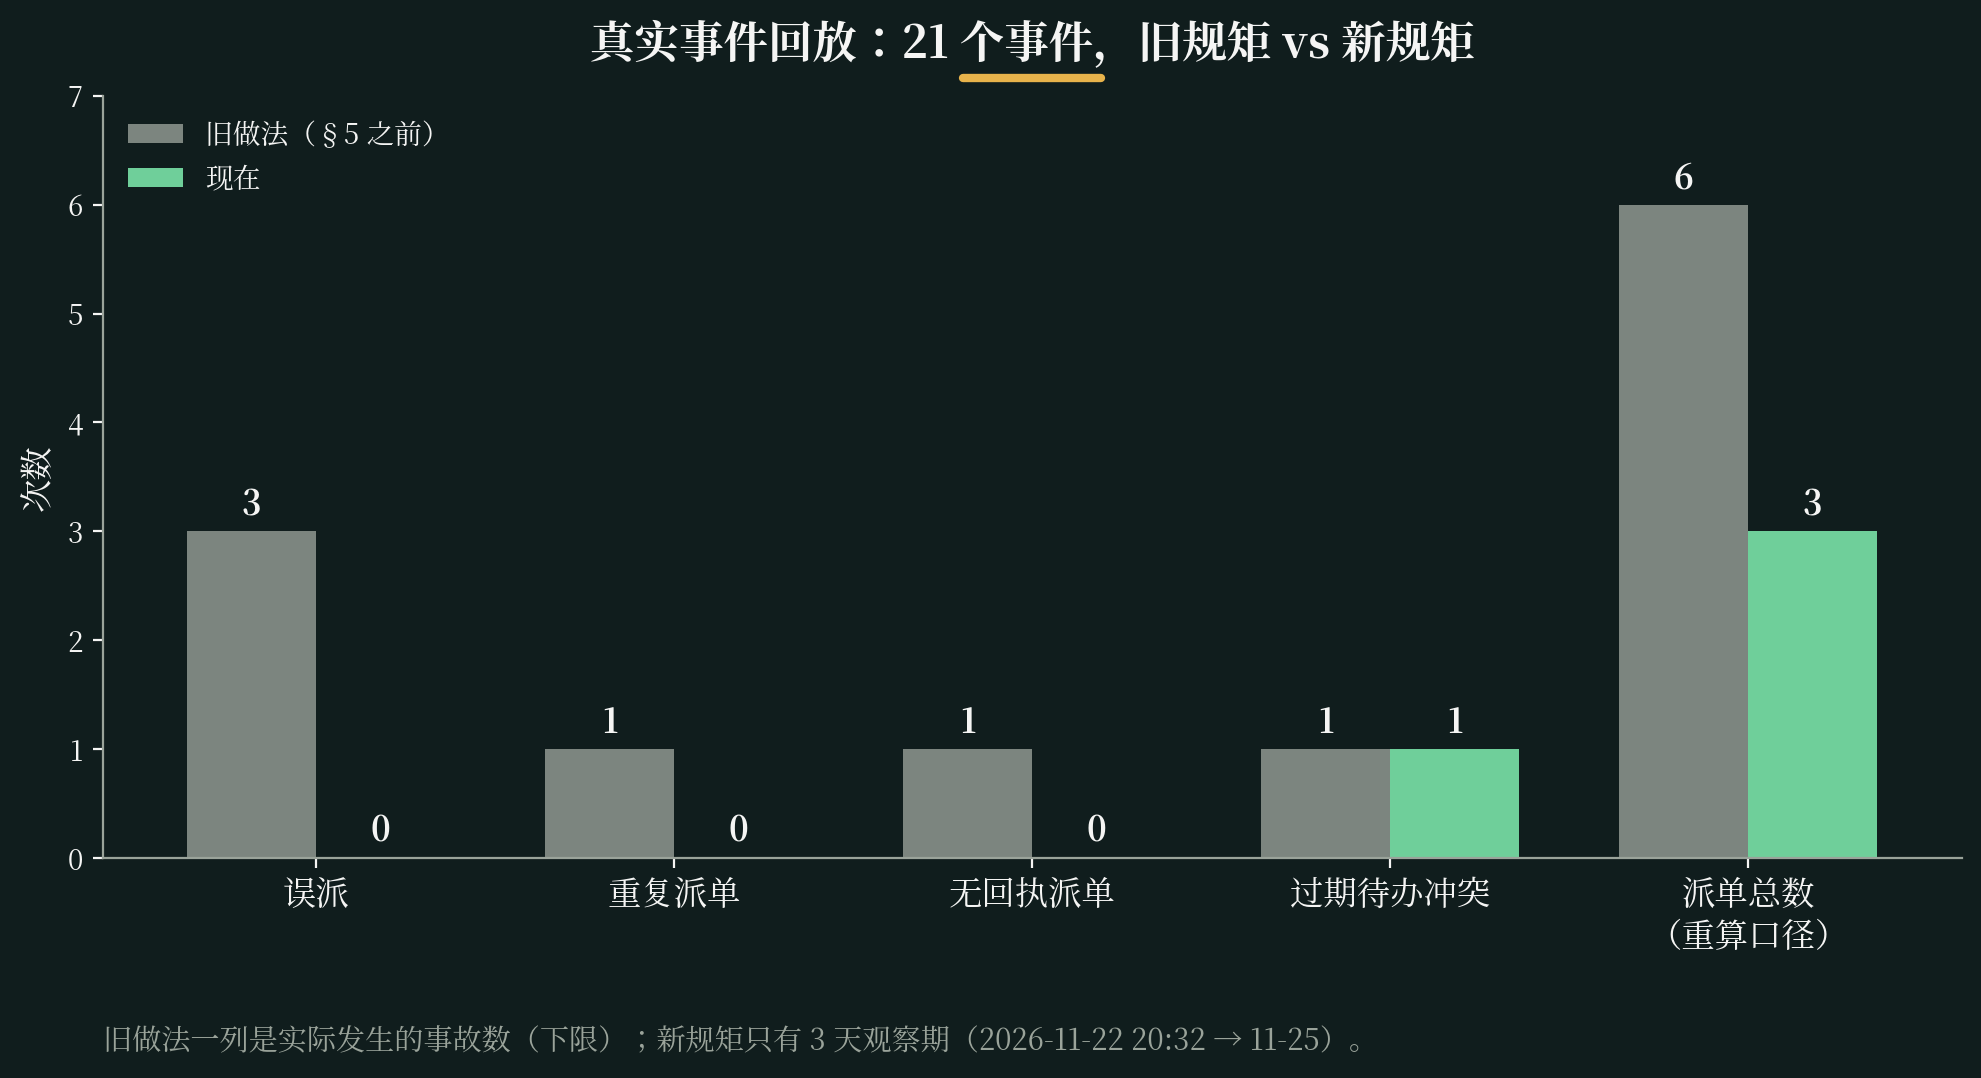 真实事件回放：21 个事件，旧规矩 vs 新规矩
旧做法（§5 之前）
现在
次数
7
6
5
4
3
2
1
0
3
0
1
0
1
0
1
1
6
3
误派
重复派单
无回执派单
过期待办冲突
派单总数
（重算口径）
旧做法一列是实际发生的事故数（下限）；新规矩只有 3 天观察期（2026-11-22 20:32 → 11-25）。